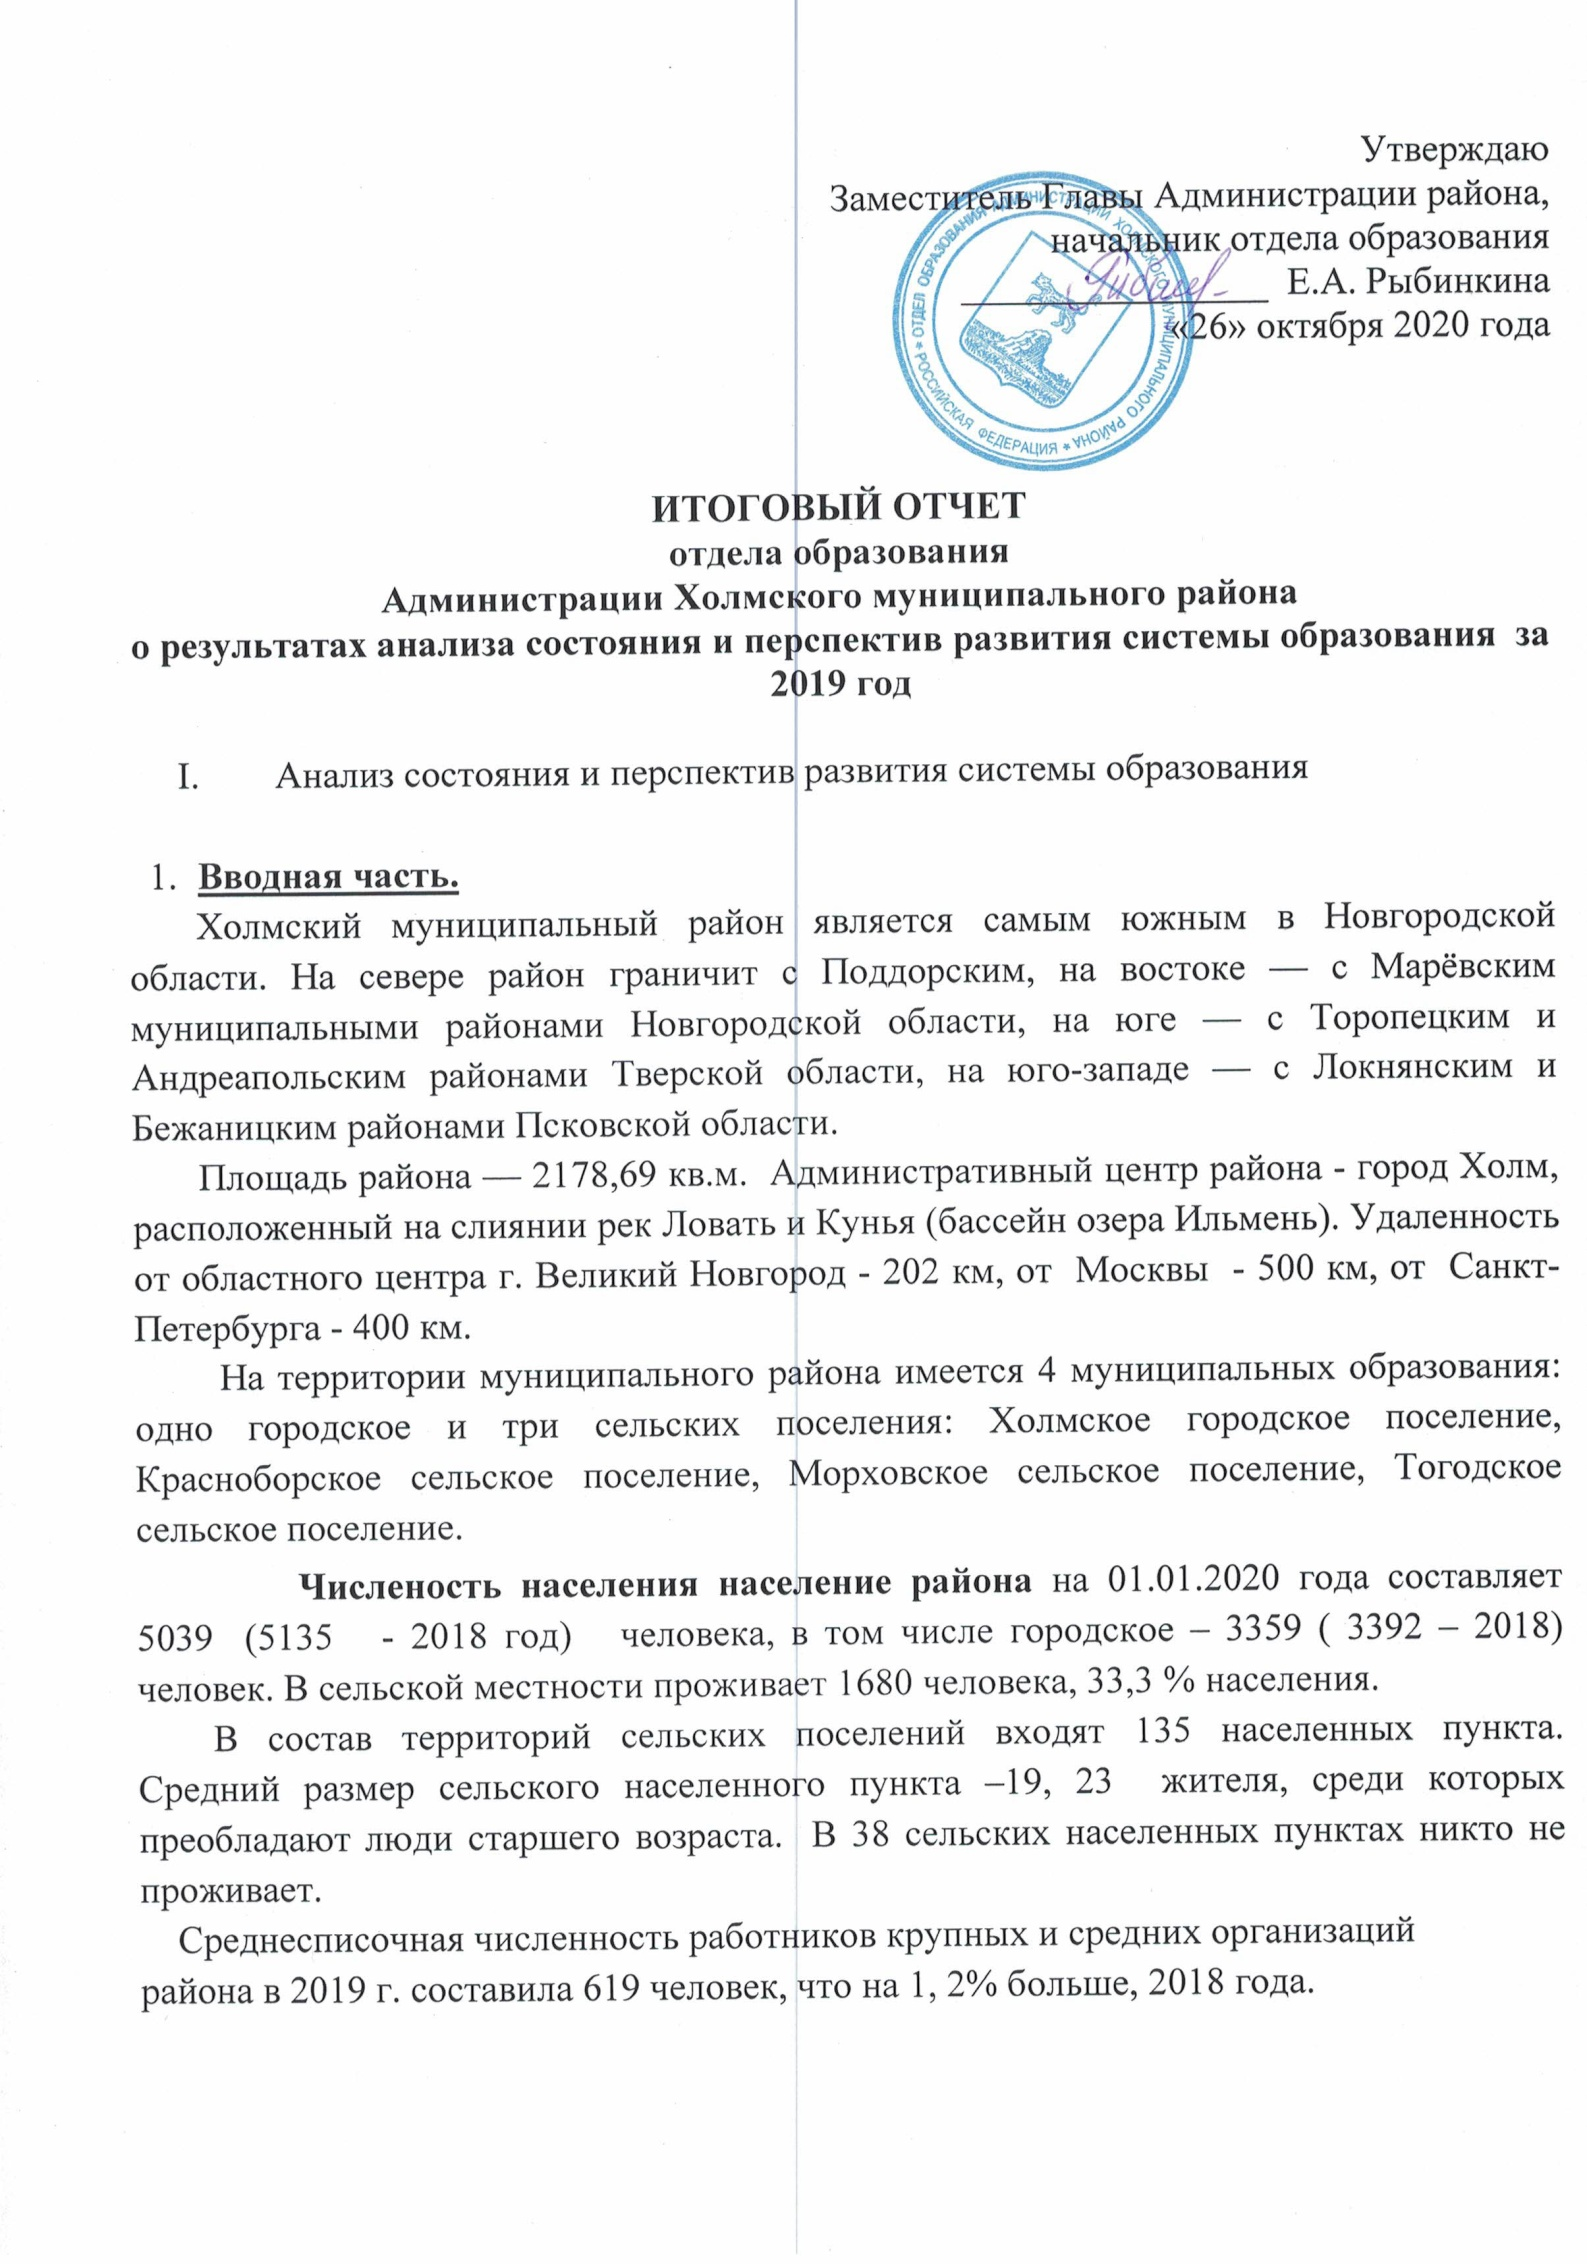 Утверждаю
Заместитель Главы Администрации района,
начальник отдела образования
Е.А. Рыбинкина
«26» октября 2020 года
* ОТДЕЛ ОБРАЗОВАНИЯ АДМИНИСТРАЦИИ ХОЛМСКОГО МУНИЦИПАЛЬНОГО РАЙОНА * РОССИЙСКАЯ ФЕДЕРАЦИЯ
ИТОГОВЫЙ ОТЧЕТ
отдела образования
Администрации Холмского муниципального района
о результатах анализа состояния и перспектив развития системы образования за
2019 год
I. Анализ состояния и перспектив развития системы образования
1. Вводная часть.
Холмский муниципальный район является самым южным в Новгородской
области. На севере район граничит с Поддорским, на востоке — с Марёвским
муниципальными районами Новгородской области, на юге — с Торопецким и
Андреапольским районами Тверской области, на юго-западе — с Локнянским и
Бежаницким районами Псковской области.
Площадь района — 2178,69 кв.м. Административный центр района - город Холм,
расположенный на слиянии рек Ловать и Кунья (бассейн озера Ильмень). Удаленность
от областного центра г. Великий Новгород - 202 км, от Москвы - 500 км, от Санкт-
Петербурга - 400 км.
На территории муниципального района имеется 4 муниципальных образования:
одно городское и три сельских поселения: Холмское городское поселение,
Красноборское сельское поселение, Морховское сельское поселение, Тогодское
сельское поселение.
Численость населения население района на 01.01.2020 года составляет
5039 (5135 - 2018 год) человека, в том числе городское – 3359 ( 3392 – 2018)
человек. В сельской местности проживает 1680 человека, 33,3 % населения.
В состав территорий сельских поселений входят 135 населенных пункта.
Средний размер сельского населенного пункта –19, 23 жителя, среди которых
преобладают люди старшего возраста. В 38 сельских населенных пунктах никто не
проживает.
Среднесписочная численность работников крупных и средних организаций
района в 2019 г. составила 619 человек, что на 1, 2% больше, 2018 года.